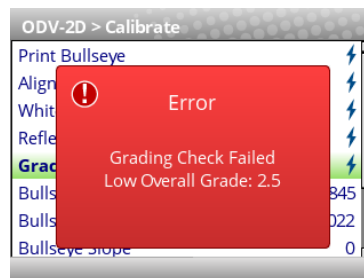 ODV-2D > Calibrate
Print Bullseye
Align
Whit
Refle
Grad
Error
Grading Check Failed
Low Overall Grade: 2.5
Bulls 845
Bulls 022
Bullseye Slope 0